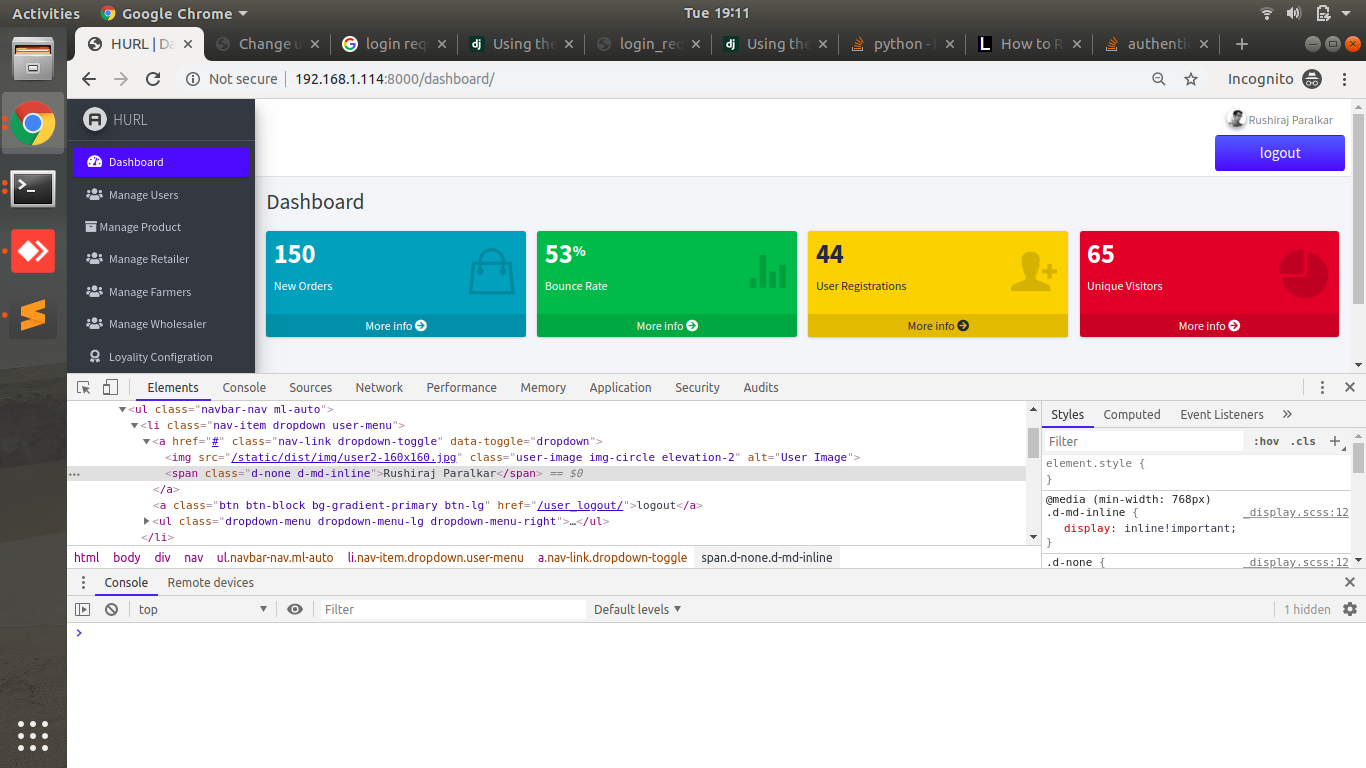 Activities
Google Chrome
Tue 19:11
HURL | Da
Change u
login req
Using the
login_rec
Using the
python -
How to R
authenti
Not secure
192.168.1.114:8000/dashboard/
Incognito
HURL
Rushiraj Paralkar
logout
Dashboard
Manage Users
Manage Product
Manage Retailer
Manage Farmers
Manage Wholesaler
Loyality Configration
Dashboard
150
New Orders
More info
53%
Bounce Rate
More info
44
User Registrations
More info
65
Unique Visitors
More info
Elements
Console
Sources
Network
Performance
Memory
Application
Security
Audits
<ul class="navbar-nav ml-auto">
<li class="nav-item dropdown user-menu">
<a href="#" class="nav-link dropdown-toggle" data-toggle="dropdown">
<img src="/static/dist/img/user2-160x160.jpg" class="user-image img-circle elevation-2" alt="User Image">
<span class="d-none d-md-inline">Rushiraj Paralkar</span> == $0
</a>
<a class="btn btn-block bg-gradient-primary btn-lg" href="/user_logout/">logout</a>
<ul class="dropdown-menu dropdown-menu-lg dropdown-menu-right">…</ul>
</li>
html body div nav ul.navbar-nav.ml-auto li.nav-item.dropdown.user-menu a.nav-link.dropdown-toggle span.d-none.d-md-inline
Styles
Computed
Event Listeners
»
Filter
:hov
.cls
element.style {
}
@media (min-width: 768px)
.d-md-inline {
_display.scss:12
display: inline!important;
}
.d-none {
_display.scss:12
Console
Remote devices
top
Filter
Default levels
1 hidden